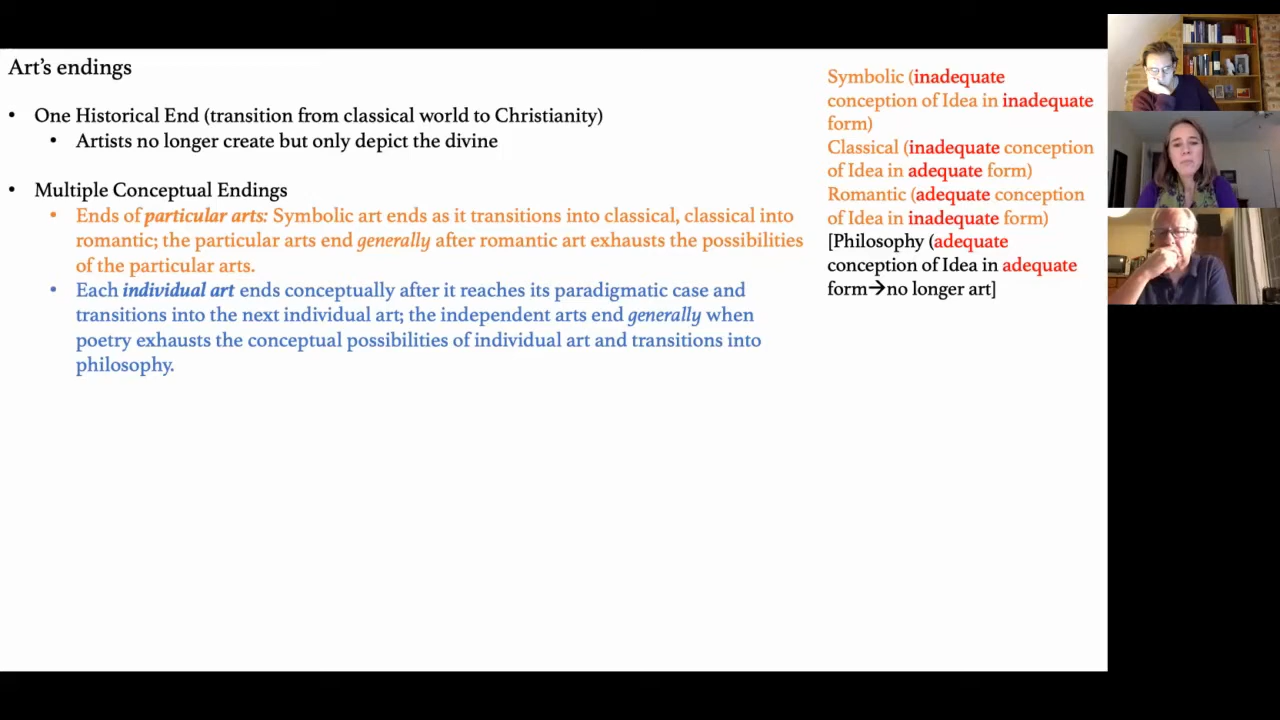 Art's endings
• One Historical End (transition from classical world to Christianity)
• Artists no longer create but only depict the divine
• Multiple Conceptual Endings
• Ends of particular arts: Symbolic art ends as it transitions into classical, classical into
romantic; the particular arts end generally after romantic art exhausts the possibilities
of the particular arts.
• Each individual art ends conceptually after it reaches its paradigmatic case and
transitions into the next individual art; the independent arts end generally when
poetry exhausts the conceptual possibilities of individual art and transitions into
philosophy.
Symbolic (inadequate
conception of Idea in inadequate
form)
Classical (inadequate conception
of Idea in adequate form)
Romantic (adequate conception
of Idea in inadequate form)
[Philosophy (adequate
conception of Idea in adequate
form→no longer art]